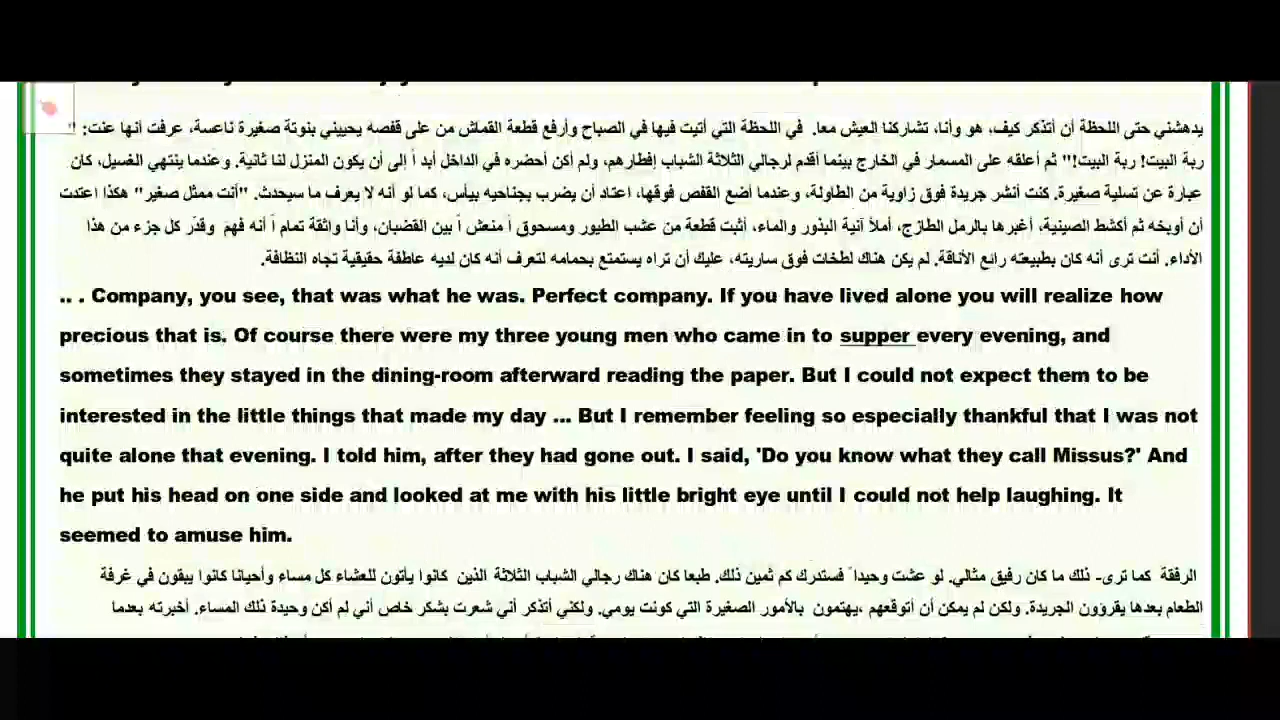 يدهشني حتى اللحظة أن أتذكر كيف، هو وأنا، تشاركنا العيش معا. في اللحظة التي أتيت فيها في الصباح وأرفع قطعة القماش من على قفصه يحييني بنوتة صغيرة ناعسة، عرفت أنها عنت: "
ربة البيت! ربة البيت!" ثم أعلقه على المسمار في الخارج بينما أقدم لرجالي الثلاثة الشباب إفطارهم، ولم أكن أحضره في الداخل أبد اً الى أن يكون المنزل لنا ثانية. وعندما ينتهي الغسيل، كان
عبارة عن تسلية صغيرة. كنت أنشر جريدة فوق زاوية من الطاولة، وعندما أضع القفص فوقها، اعتاد أن يضرب بجناحيه بيأس، كما لو أنه لا يعرف ما سيحدث. "أنت ممثل صغير" هكذا اعتدت
أن أوبخه ثم أكشط الصينية، أغبرها بالرمل الطازج، أملأ آنية البذور والماء، أثبت قطعة من عشب الطيور ومسحوق اً منعش اً بين القضبان، وأنا واثقة تمام اً أنه فهم وقدّر كل جزء من هذا
الأداء. أنت ترى أنه كان بطبيعته رائع الأناقة. لم يكن هناك لطخات فوق ساريته، عليك أن تراه يستمتع بحمامه لتعرف أنه كان لديه عاطفة حقيقية تجاه النظافة.
.. . Company, you see, that was what he was. Perfect company. If you have lived alone you will realize how
precious that is. Of course there were my three young men who came in to supper every evening, and
sometimes they stayed in the dining-room afterward reading the paper. But I could not expect them to be
interested in the little things that made my day ... But I remember feeling so especially thankful that I was not
quite alone that evening. I told him, after they had gone out. I said, 'Do you know what they call Missus?' And
he put his head on one side and looked at me with his little bright eye until I could not help laughing. It
seemed to amuse him.
الرفقة كما ترى- ذلك ما كان رفيق مثالي. لو عشت وحيداً فستدرك كم ثمين ذلك. طبعا كان هناك رجالي الشباب الثلاثة الذين كانوا يأتون للعشاء كل مساء وأحيانا كانوا يبقون في غرفة
الطعام بعدها يقرؤون الجريدة. ولكن لم يمكن أن أتوقعهم ،يهتمون بالأمور الصغيرة التي كونت يومي. ولكني أتذكر أني شعرت بشكر خاص أني لم أكن وحيدة ذلك المساء. أخبرته بعدما